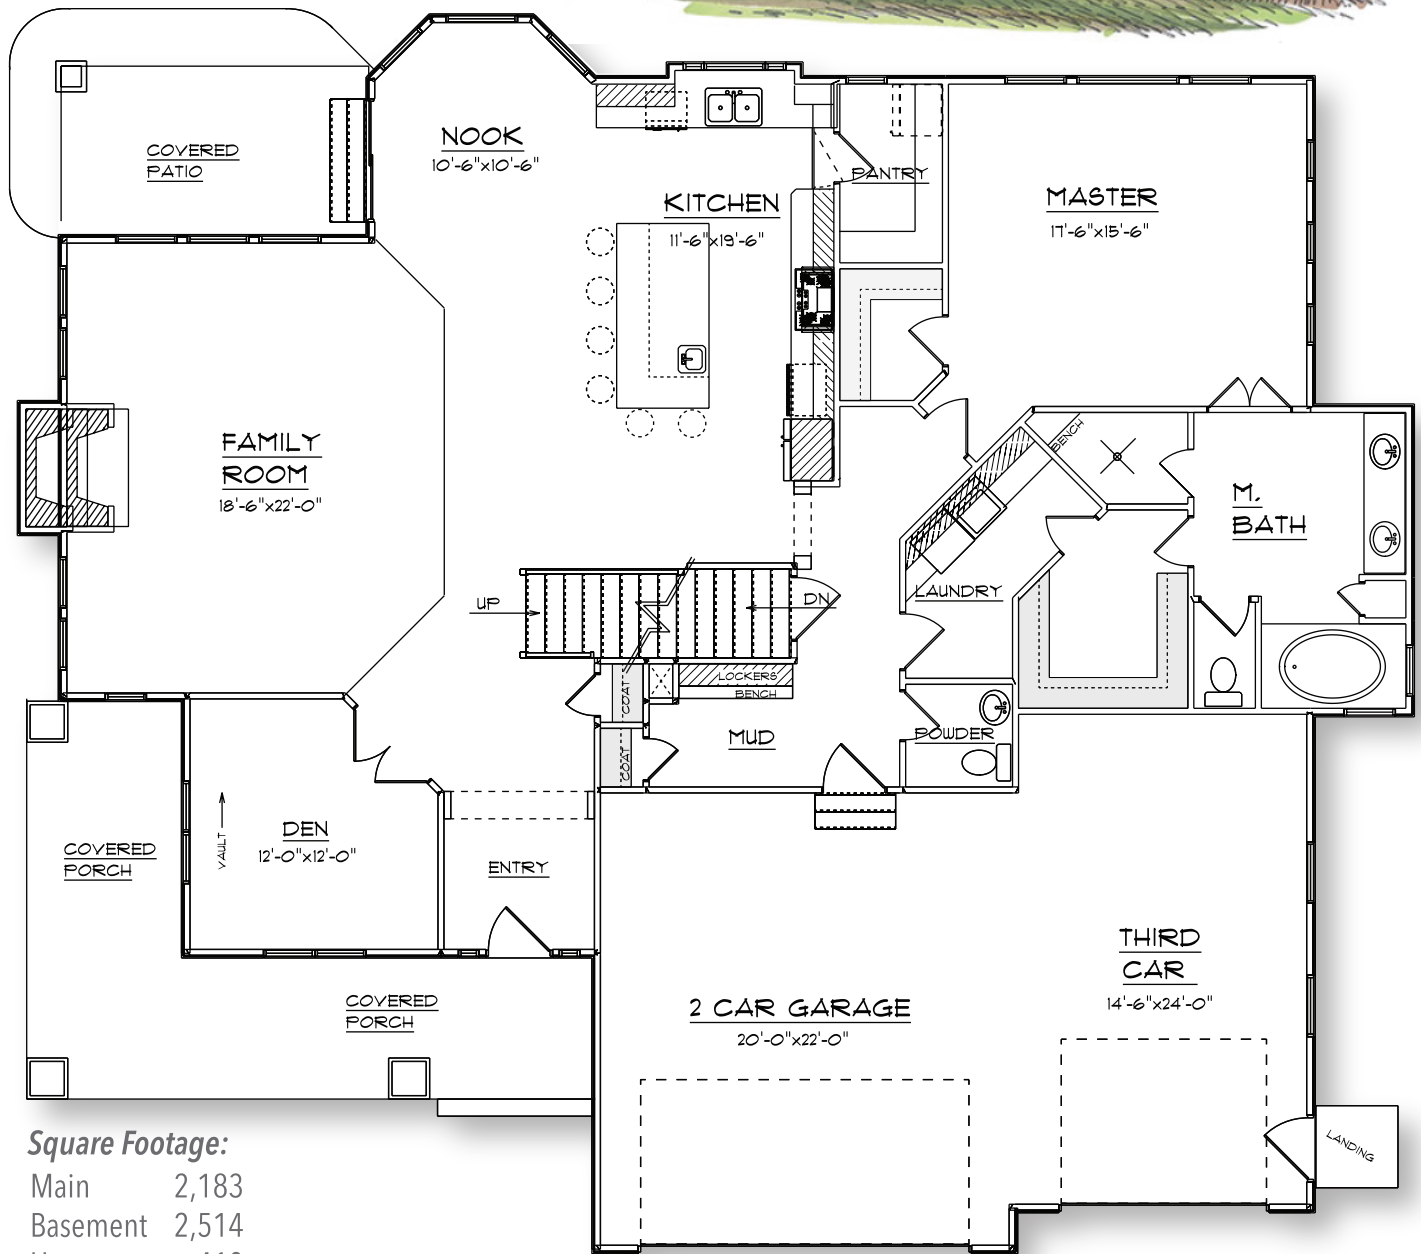 COVERED
PATIO
NOOK
10'-6"x10'-6"
KITCHEN
11'-6"x19'-6"
PANTRY
MASTER
17'-6"x15'-6"
FAMILY
ROOM
18'-6"x22'-0"
BENCH
M.
BATH
UP
DN
LAUNDRY
LOCKERS
BENCH
COAT
COAT
MUD
POWDER
DEN
12'-0"x12'-0"
VAULT
ENTRY
COVERED
PORCH
COVERED
PORCH
2 CAR GARAGE
20'-0"x22'-0"
THIRD
CAR
14'-6"x24'-0"
LANDING
Square Footage:
Main 2,183
Basement 2,514